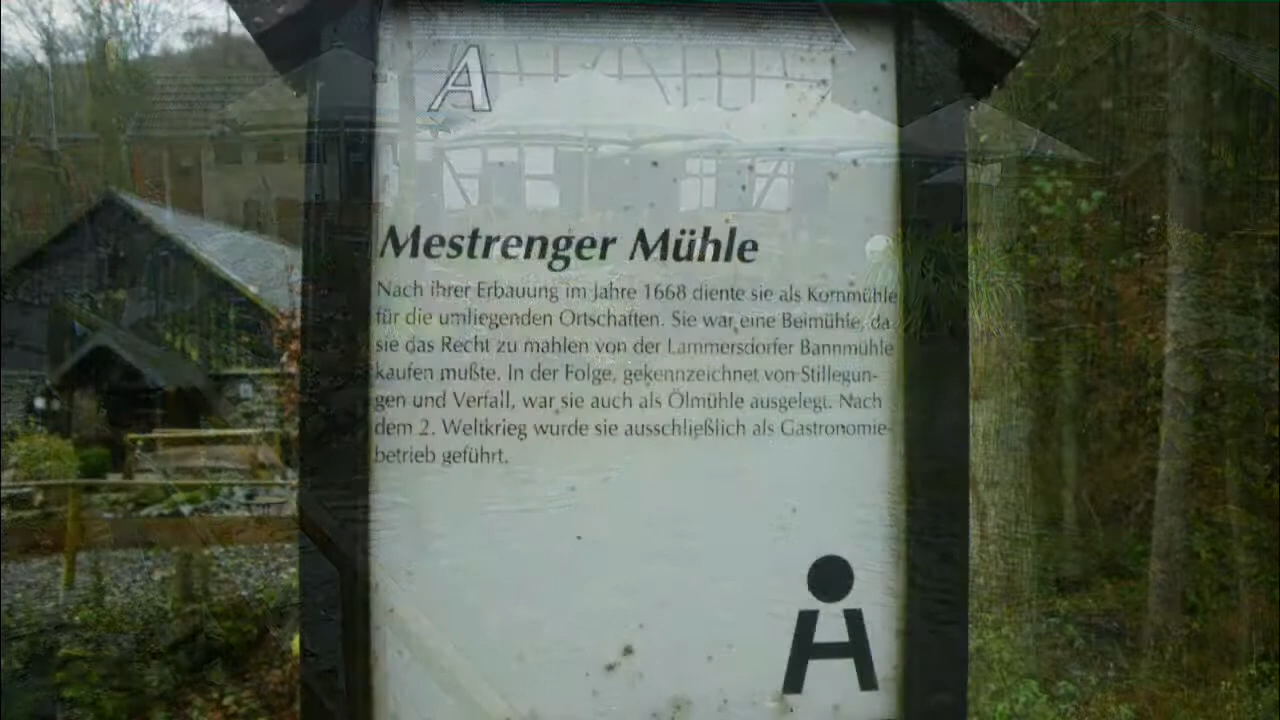 A
Mestrenger Mühle
Nach ihrer Erbauung im Jahre 1668 diente sie als Kornmühle
für die umliegenden Ortschaften. Sie war eine Beimühle, da
sie das Recht zu mahlen von der Lammersdorfer Bannmühle
kaufen mußte. In der Folge, gekennzeichnet von Stillegun-
gen und Verfall, war sie auch als Ölmühle ausgelegt. Nach
dem 2. Weltkrieg wurde sie ausschließlich als Gastronomie-
betrieb geführt.